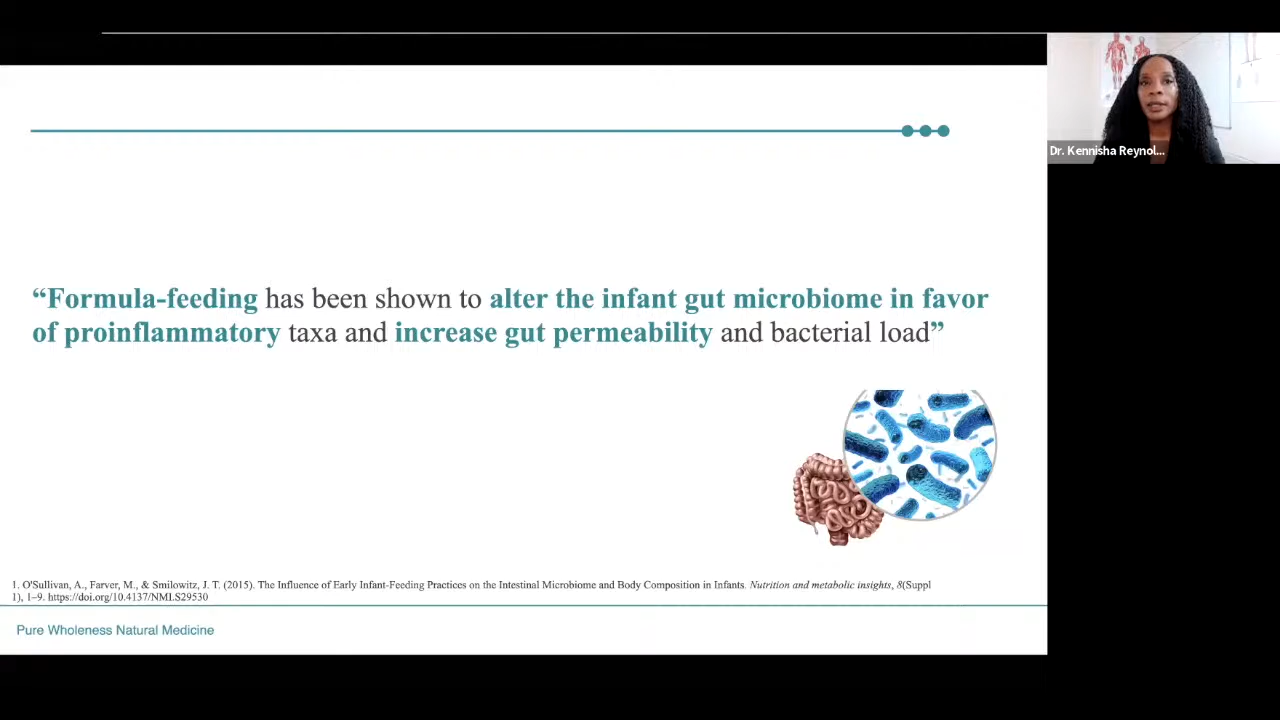 Dr. Kennisha Reynol...
“Formula-feeding has been shown to alter the infant gut microbiome in favor
of proinflammatory taxa and increase gut permeability and bacterial load”
1. O'Sullivan, A., Farver, M., & Smilowitz, J. T. (2015). The Influence of Early Infant-Feeding Practices on the Intestinal Microbiome and Body Composition in Infants. Nutrition and metabolic insights, 8(Suppl
1), 1–9. https://doi.org/10.4137/NMI.S29530
Pure Wholeness Natural Medicine